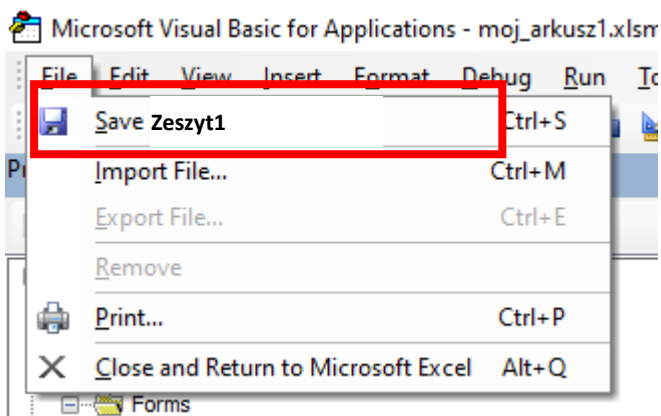 Microsoft Visual Basic for Applications - moj_arkusz1.xlsm
File Edit View Insert Format Debug Run
Save Zeszyt1 Ctrl+S
Import File... Ctrl+M
Export File... Ctrl+E
Remove
Print... Ctrl+P
Close and Return to Microsoft Excel Alt+Q
Forms